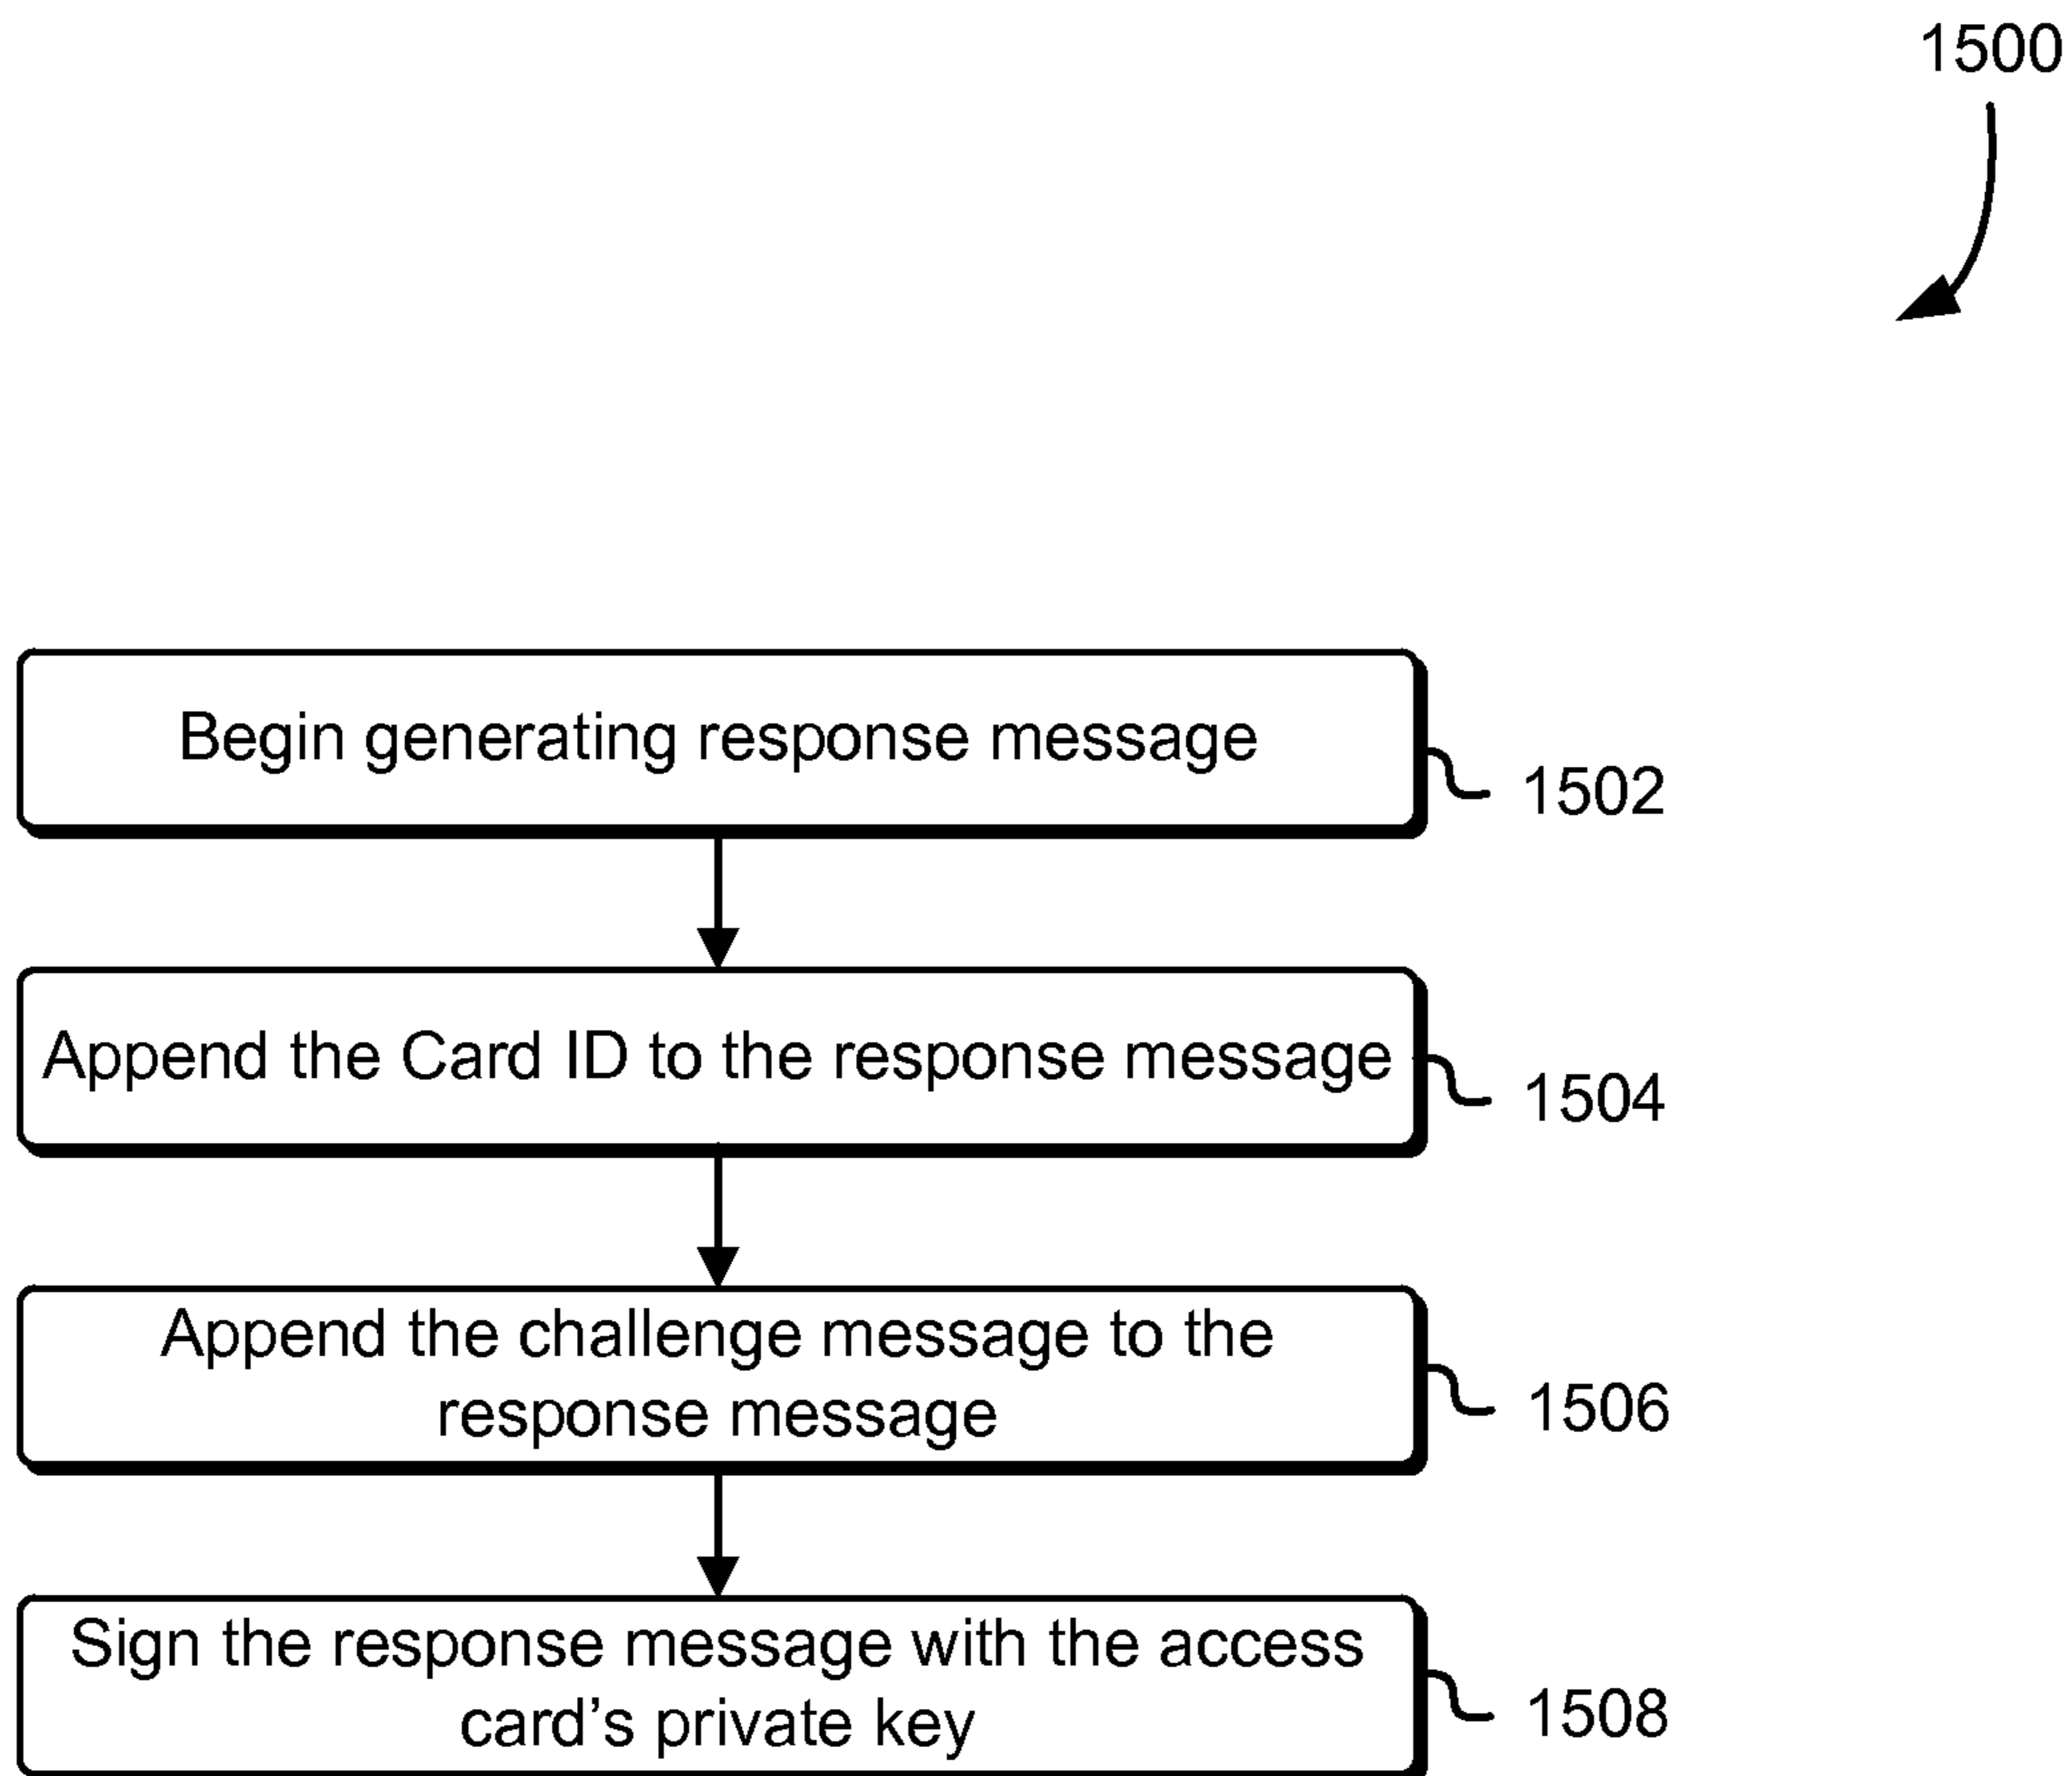 1500
Begin generating response message
1502
Append the Card ID to the response message
1504
Append the challenge message to the
response message
1506
Sign the response message with the access
card’s private key
1508